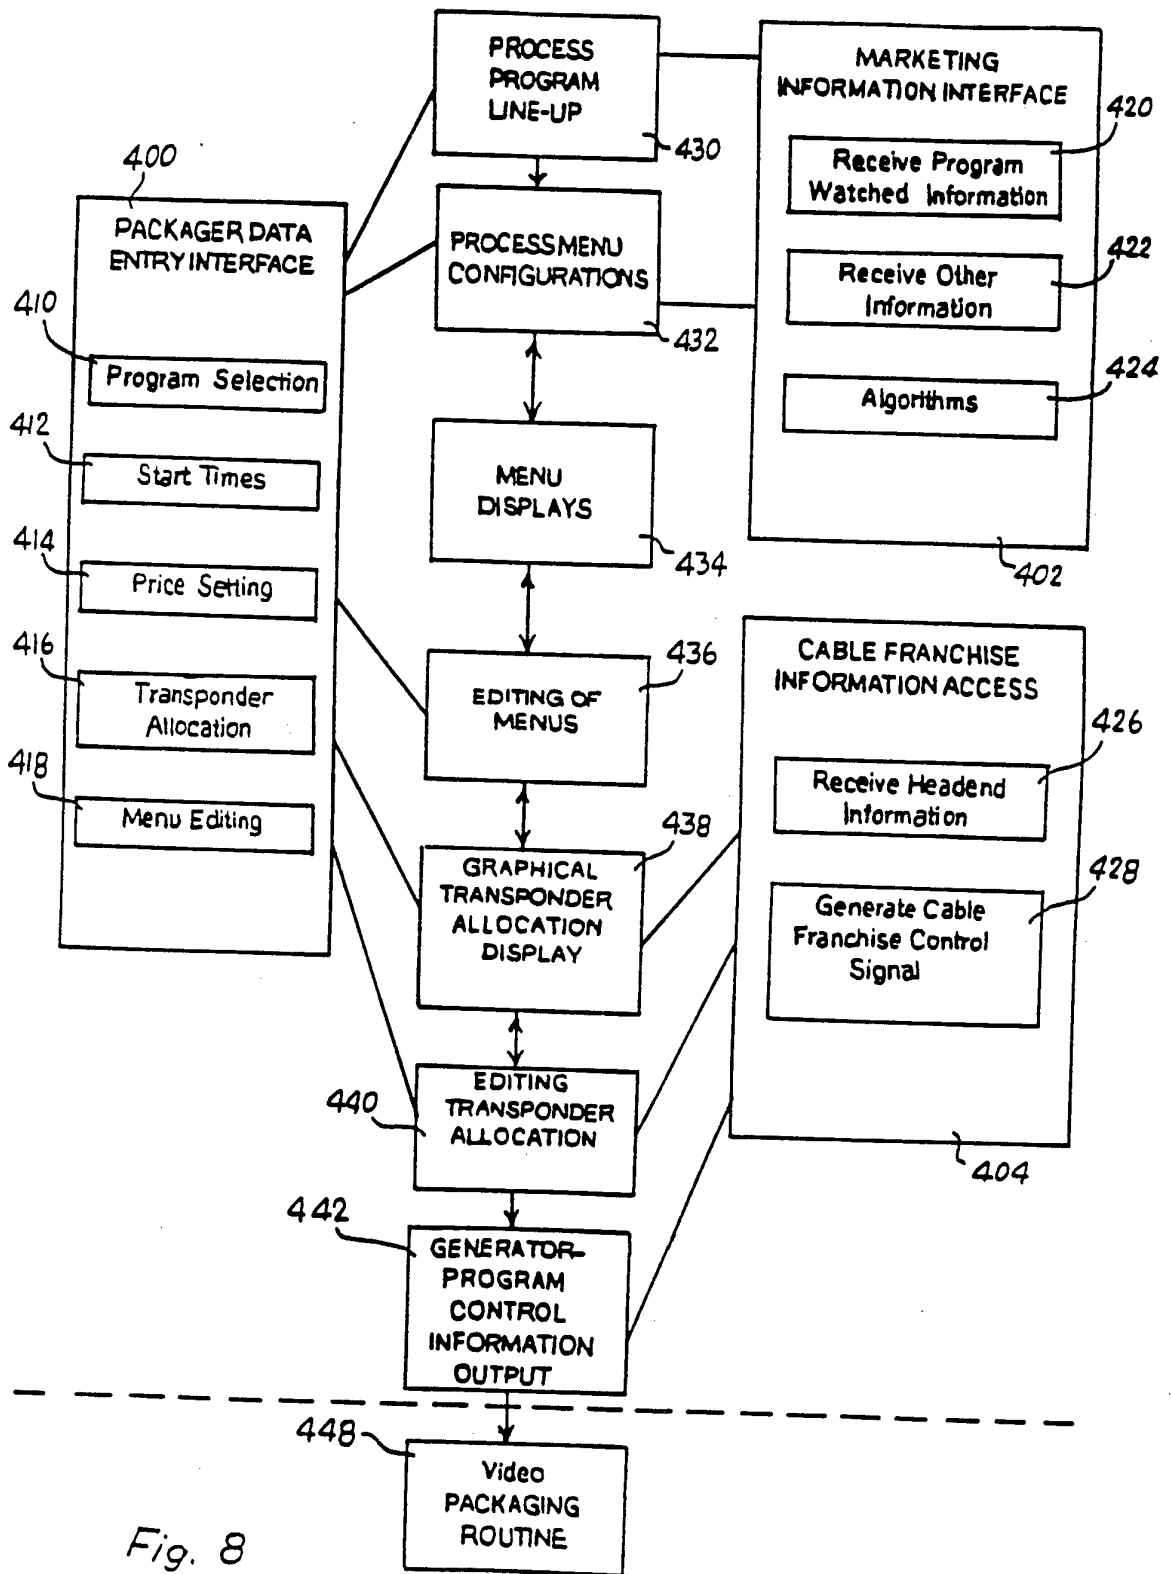 PROCESS
PROGRAM
LINE-UP
430
MARKETING
INFORMATION INTERFACE
420
Receive Program
Watched Information
422
Receive Other
Information
424
Algorithms
402
400
PACKAGER DATA
ENTRY INTERFACE
410
Program Selection
412
Start Times
414
Price Setting
416
Transponder
Allocation
418
Menu Editing
PROCESS MENU
CONFIGURATIONS
432
MENU
DISPLAYS
434
EDITING OF
MENUS
436
GRAPHICAL
TRANSPONDER
ALLOCATION
DISPLAY
438
CABLE FRANCHISE
INFORMATION ACCESS
426
Receive Headend
Information
428
Generate Cable
Franchise Control
Signal
404
440
EDITING
TRANSPONDER
ALLOCATION
442
GENERATOR-
PROGRAM
CONTROL
INFORMATION
OUTPUT
448
Video
PACKAGING
ROUTINE
Fig. 8